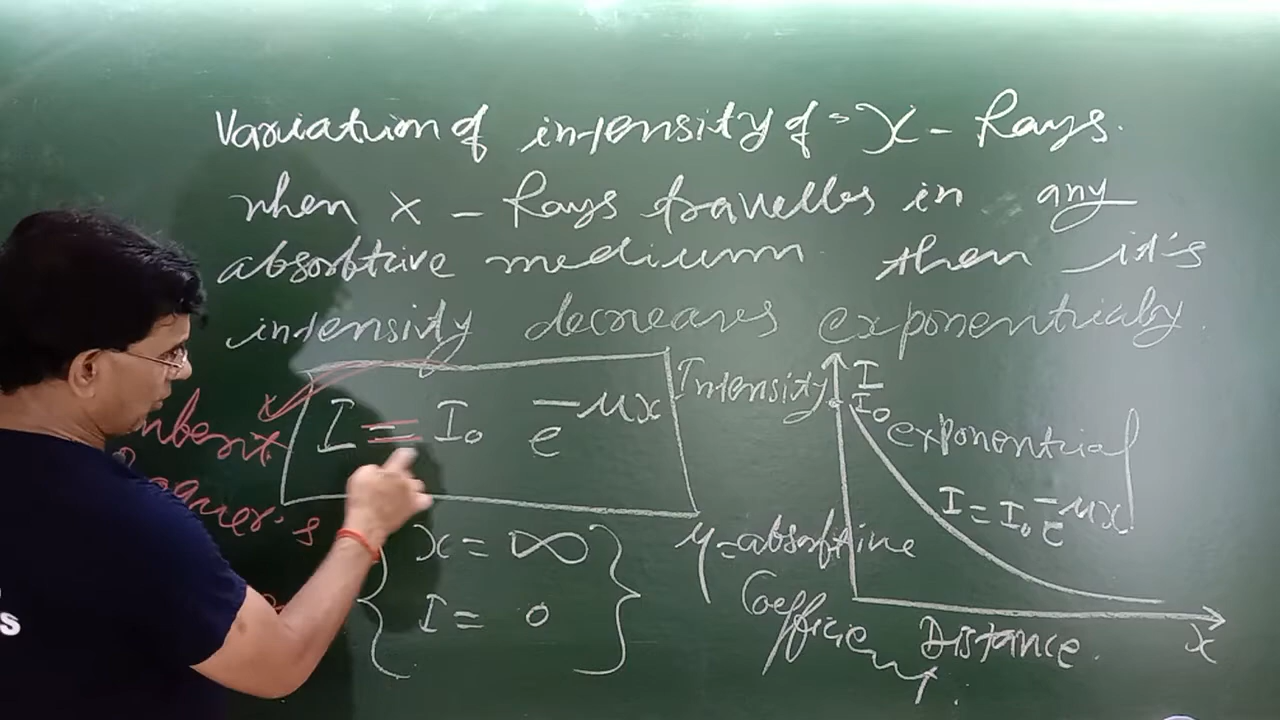 Variation of intensity of X-Rays.
when X-Rays travelles in any
absorbtive medium then it's
intensity decreases exponentially.
I = I₀ e^-μx
x = ∞
I = 0
Intensity
I
I₀
exponential
I = I₀ e^-μx
μ = absorbtive
Coefficient.
Distance.
x